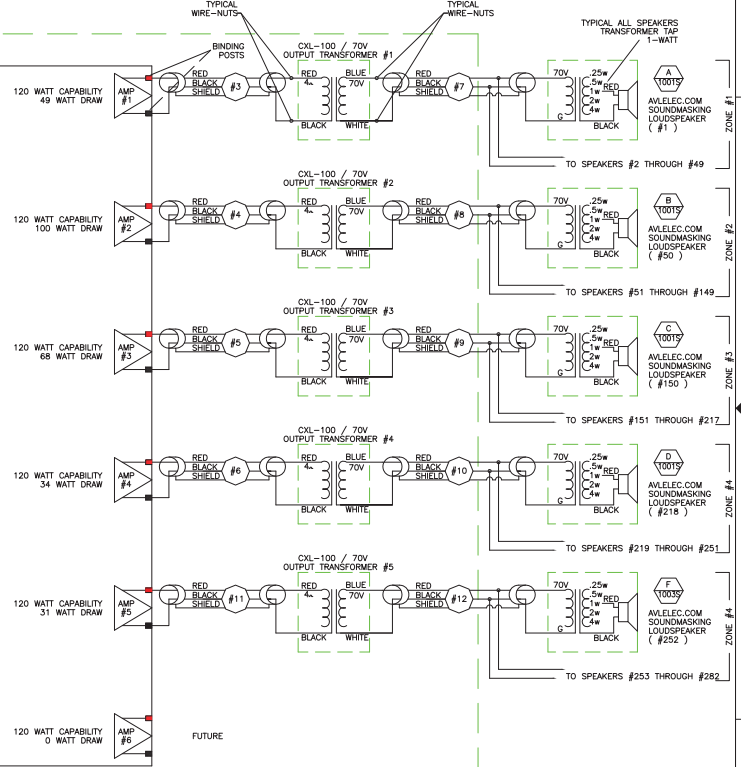 TYPICAL
WIRE-NUTS
TYPICAL
WIRE-NUTS
TYPICAL ALL SPEAKERS
TRANSFORMER TAP
1-WATT
BINDING
POSTS
CXL-100 / 70V
OUTPUT TRANSFORMER #1
120 WATT CAPABILITY
49 WATT DRAW
AMP
#1
RED
BLACK
SHIELD
#3
RED
BLUE
70V
BLACK
WHITE
RED
BLACK
SHIELD
#7
70V
G
.25w
.5w
1w
2w
4w
RED
BLACK
A
1001S
AVLELEC.COM
SOUNDMASKING
LOUDSPEAKER
( #1 )
ZONE #1
TO SPEAKERS #2 THROUGH #49
CXL-100 / 70V
OUTPUT TRANSFORMER #2
120 WATT CAPABILITY
100 WATT DRAW
AMP
#2
RED
BLACK
SHIELD
#4
RED
BLUE
70V
BLACK
WHITE
RED
BLACK
SHIELD
#8
70V
G
.25w
.5w
1w
2w
4w
RED
BLACK
B
1001S
AVLELEC.COM
SOUNDMASKING
LOUDSPEAKER
( #50 )
ZONE #2
TO SPEAKERS #51 THROUGH #149
CXL-100 / 70V
OUTPUT TRANSFORMER #3
120 WATT CAPABILITY
68 WATT DRAW
AMP
#3
RED
BLACK
SHIELD
#5
RED
BLUE
70V
BLACK
WHITE
RED
BLACK
SHIELD
#9
70V
G
.25w
.5w
1w
2w
4w
RED
BLACK
C
1001S
AVLELEC.COM
SOUNDMASKING
LOUDSPEAKER
( #150 )
ZONE #3
TO SPEAKERS #151 THROUGH #217
CXL-100 / 70V
OUTPUT TRANSFORMER #4
120 WATT CAPABILITY
34 WATT DRAW
AMP
#4
RED
BLACK
SHIELD
#6
RED
BLUE
70V
BLACK
WHITE
RED
BLACK
SHIELD
#10
70V
G
.25w
.5w
1w
2w
4w
RED
BLACK
D
1001S
AVLELEC.COM
SOUNDMASKING
LOUDSPEAKER
( #218 )
ZONE #4
TO SPEAKERS #219 THROUGH #251
CXL-100 / 70V
OUTPUT TRANSFORMER #5
120 WATT CAPABILITY
31 WATT DRAW
AMP
#5
RED
BLACK
SHIELD
#11
RED
BLUE
70V
BLACK
WHITE
RED
BLACK
SHIELD
#12
70V
G
.25w
.5w
1w
2w
4w
RED
BLACK
F
1003S
AVLELEC.COM
SOUNDMASKING
LOUDSPEAKER
( #252 )
ZONE #4
TO SPEAKERS #253 THROUGH #282
120 WATT CAPABILITY
0 WATT DRAW
AMP
#6
FUTURE